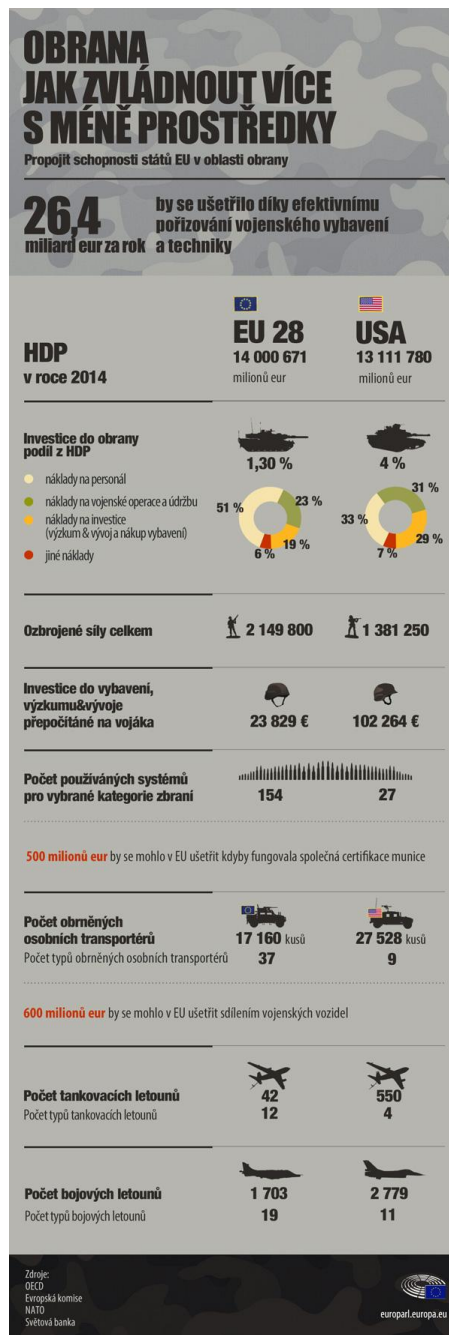 OBRANA
JAK ZVLÁDNOUT VÍCE
S MÉNĚ PROSTŘEDKY
Propojit schopnosti států EU v oblasti obrany
26,4
miliard eur za rok
by se ušetřilo díky efektivnímu
pořizování vojenského vybavení
a techniky
HDP
v roce 2014
EU 28
14 000 671
milionů eur
USA
13 111 780
milionů eur
Investice do obrany
podíl z HDP
1,30 %
4 %
náklady na personál
náklady na vojenské operace a údržbu
náklady na investice
(výzkum & vývoj a nákup vybavení)
jiné náklady
51 %
23 %
19 %
6 %
33 %
31 %
29 %
7 %
Ozbrojené síly celkem
2 149 800
1 381 250
Investice do vybavení,
výzkumu&vývoje
přepočítáné na vojáka
23 829 €
102 264 €
Počet používáných systémů
pro vybrané kategorie zbraní
154
27
500 milionů eur by se mohlo v EU ušetřit kdyby fungovala společná certifikace munice
Počet obrněných
osobních transportérů
17 160 kusů
27 528 kusů
Počet typů obrněných osobních transportérů
37
9
600 milionů eur by se mohlo v EU ušetřit sdílením vojenských vozidel
Počet tankovacích letounů
42
550
Počet typů tankovacích letounů
12
4
Počet bojových letounů
1 703
2 779
Počet typů bojových letounů
19
11
Zdroje:
OECD
Evropská komise
NATO
Světová banka
europarl.europa.eu